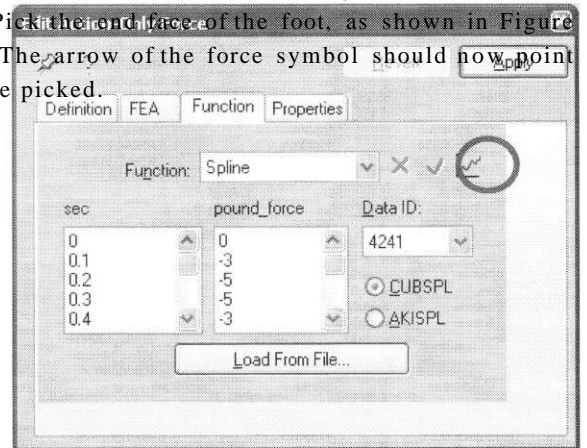 Pick the end face of the foot, as shown in Figure
The arrow of the force symbol should now point
e picked.
Apply
Definition FEA Function Properties
Function: Spline
sec pound_force Data ID:
0 0 4241
0.1 -3
0.2 -5 CUBSPL
0.3 -5
0.4 -3 AKISPL
Load From File...